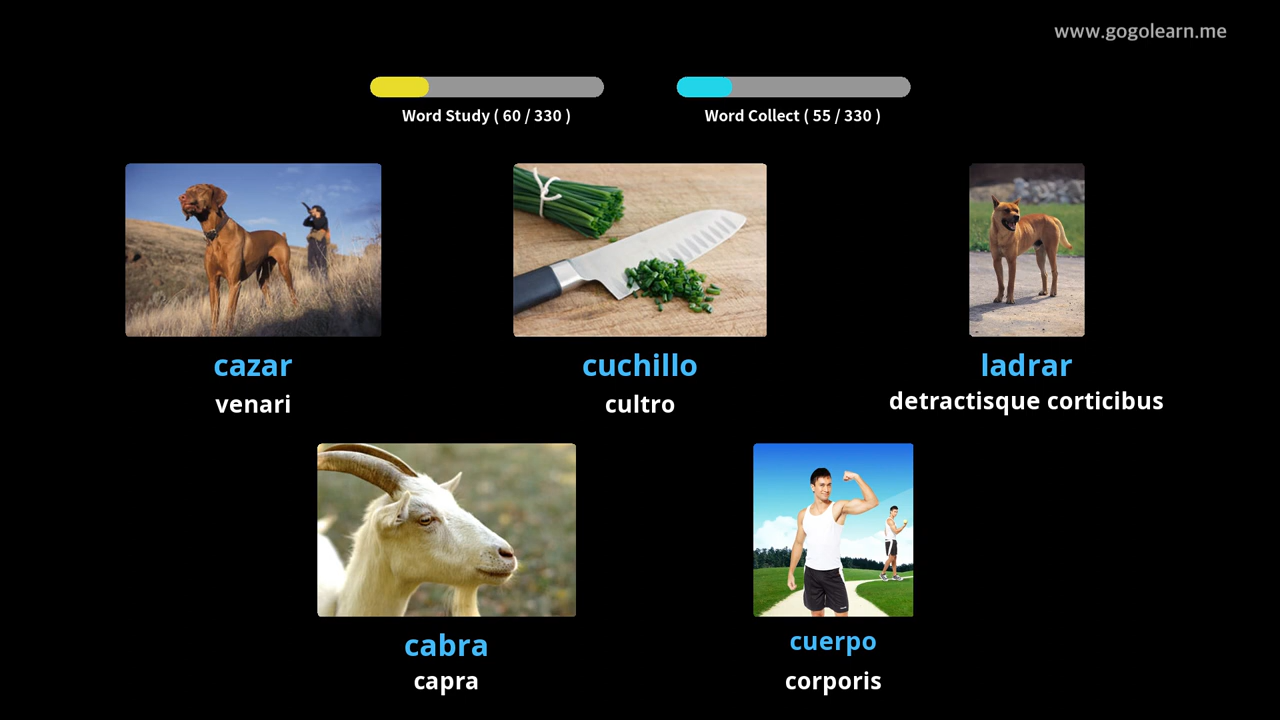 www.gogolearn.me
Word Study ( 60 / 330 )
Word Collect ( 55 / 330 )
cazar
venari
cuchillo
cultro
ladrar
detractisque corticibus
cabra
capra
cuerpo
corporis